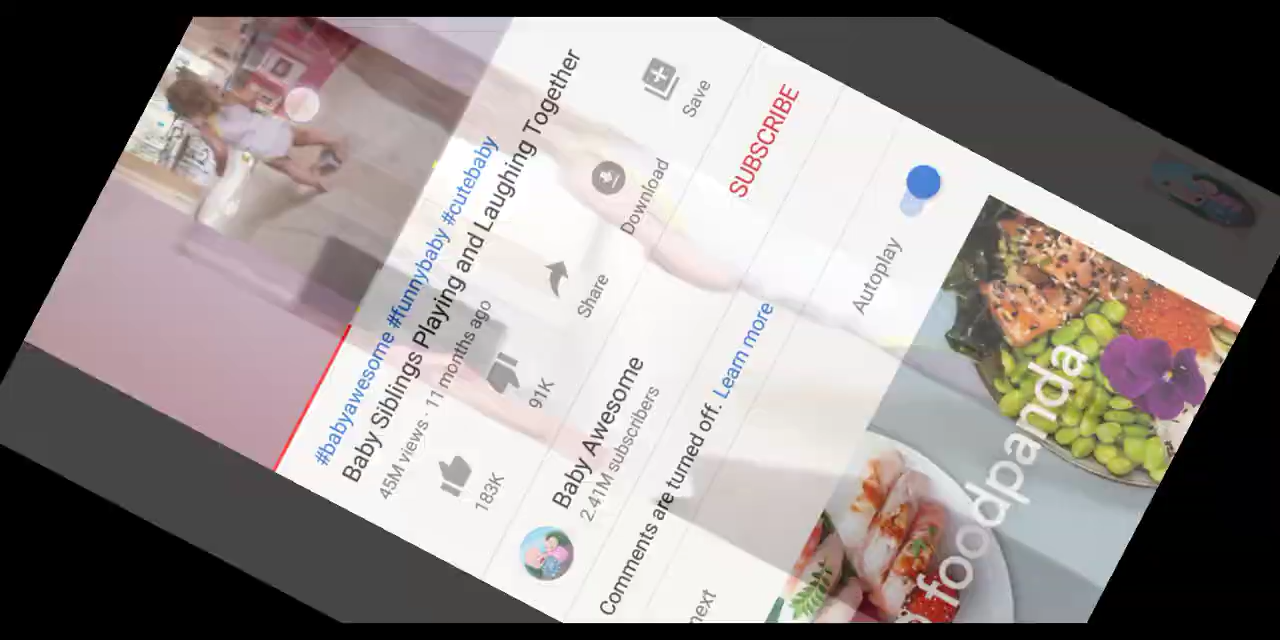 #babyawesome #funnybaby #cutebaby
Baby Siblings Playing and Laughing Together
45M views · 11 months ago
183K
91K
Share
Download
Save
Baby Awesome
2.41M subscribers
SUBSCRIBE
Comments are turned off. Learn more
next
Autoplay
foodpanda